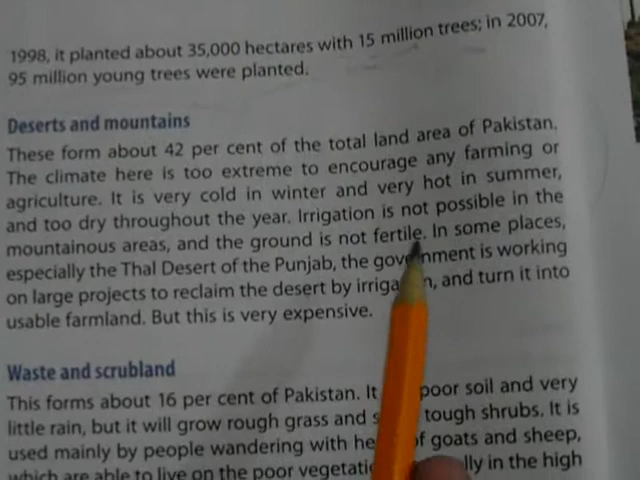 1998, it planted about 35,000 hectares with 15 million trees; in 2007,
95 million young trees were planted.
Deserts and mountains
These form about 42 per cent of the total land area of Pakistan.
The climate here is too extreme to encourage any farming or
agriculture. It is very cold in winter and very hot in summer,
and too dry throughout the year. Irrigation is not possible in the
mountainous areas, and the ground is not fertile. In some places,
especially the Thal Desert of the Punjab, the government is working
on large projects to reclaim the desert by irrigation, and turn it into
usable farmland. But this is very expensive.
Waste and scrubland
This forms about 16 per cent of Pakistan. It poor soil and very
little rain, but it will grow rough grass and tough shrubs. It is
used mainly by people wandering with of goats and sheep,
which are able to live on the poor in the high